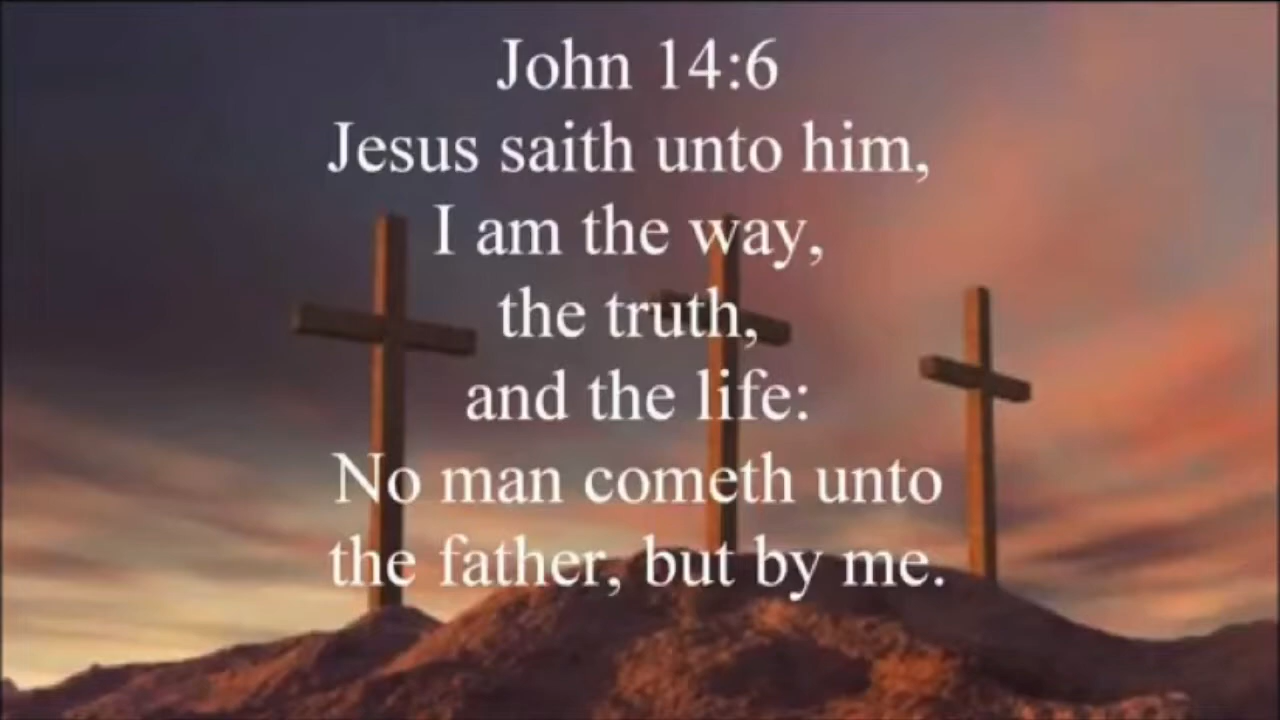 John 14:6
Jesus saith unto him,
I am the way,
the truth,
and the life:
No man cometh unto
the father, but by me.